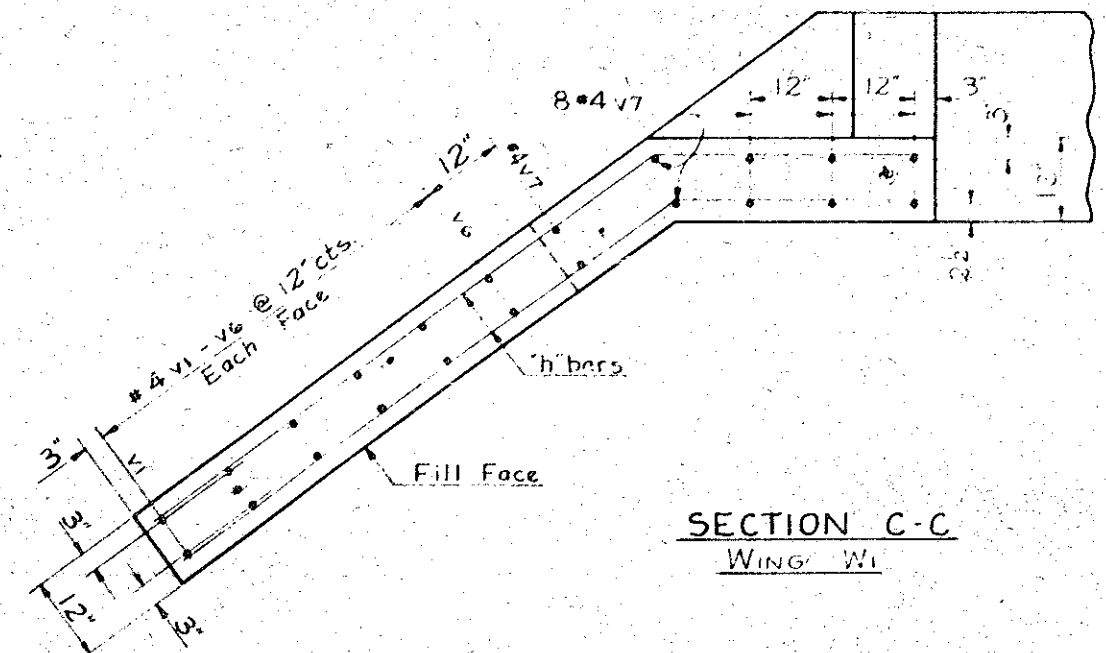 8 #4 v7
12"
12"
3"
12"
#4 v7
v6
#4 v1 - v6 @ 12" cts.
Each Face
"h" bars
3"
v1
Fill Face
3"
12"
3"
SECTION C-C
WING W1